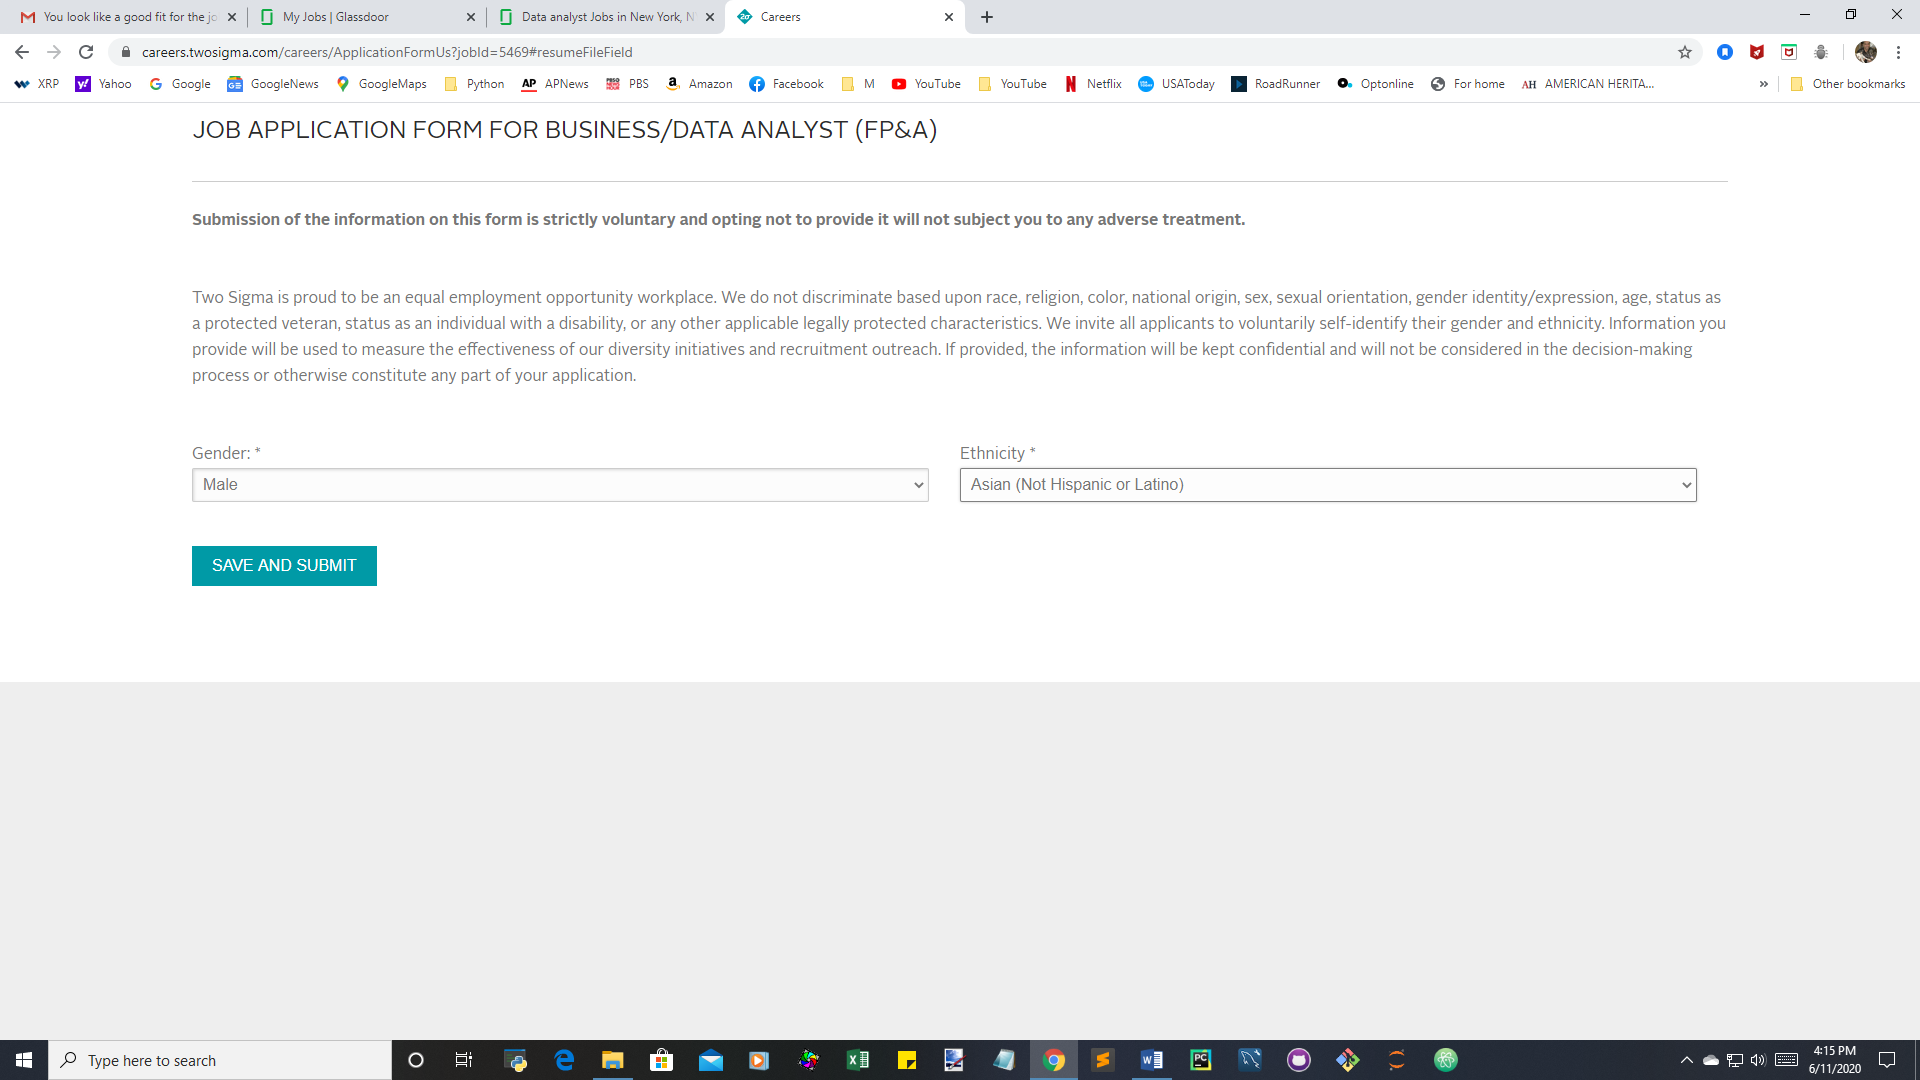 You look like a good fit for the jo
My Jobs | Glassdoor
Data analyst Jobs in New York, N
Careers
careers.twosigma.com/careers/ApplicationFormUs?jobId=5469#resumeFileField
XRP
Yahoo
Google
GoogleNews
GoogleMaps
Python
AP APNews
PBS
Amazon
Facebook
M
YouTube
YouTube
Netflix
USAToday
RoadRunner
Optonline
For home
AH AMERICAN HERITA...
Other bookmarks
JOB APPLICATION FORM FOR BUSINESS/DATA ANALYST (FP&A)
Submission of the information on this form is strictly voluntary and opting not to provide it will not subject you to any adverse treatment.
Two Sigma is proud to be an equal employment opportunity workplace. We do not discriminate based upon race, religion, color, national origin, sex, sexual orientation, gender identity/expression, age, status as
a protected veteran, status as an individual with a disability, or any other applicable legally protected characteristics. We invite all applicants to voluntarily self-identify their gender and ethnicity. Information you
provide will be used to measure the effectiveness of our diversity initiatives and recruitment outreach. If provided, the information will be kept confidential and will not be considered in the decision-making
process or otherwise constitute any part of your application.
Gender: *
Ethnicity *
Male
Asian (Not Hispanic or Latino)
SAVE AND SUBMIT
Type here to search
4:15 PM
6/11/2020